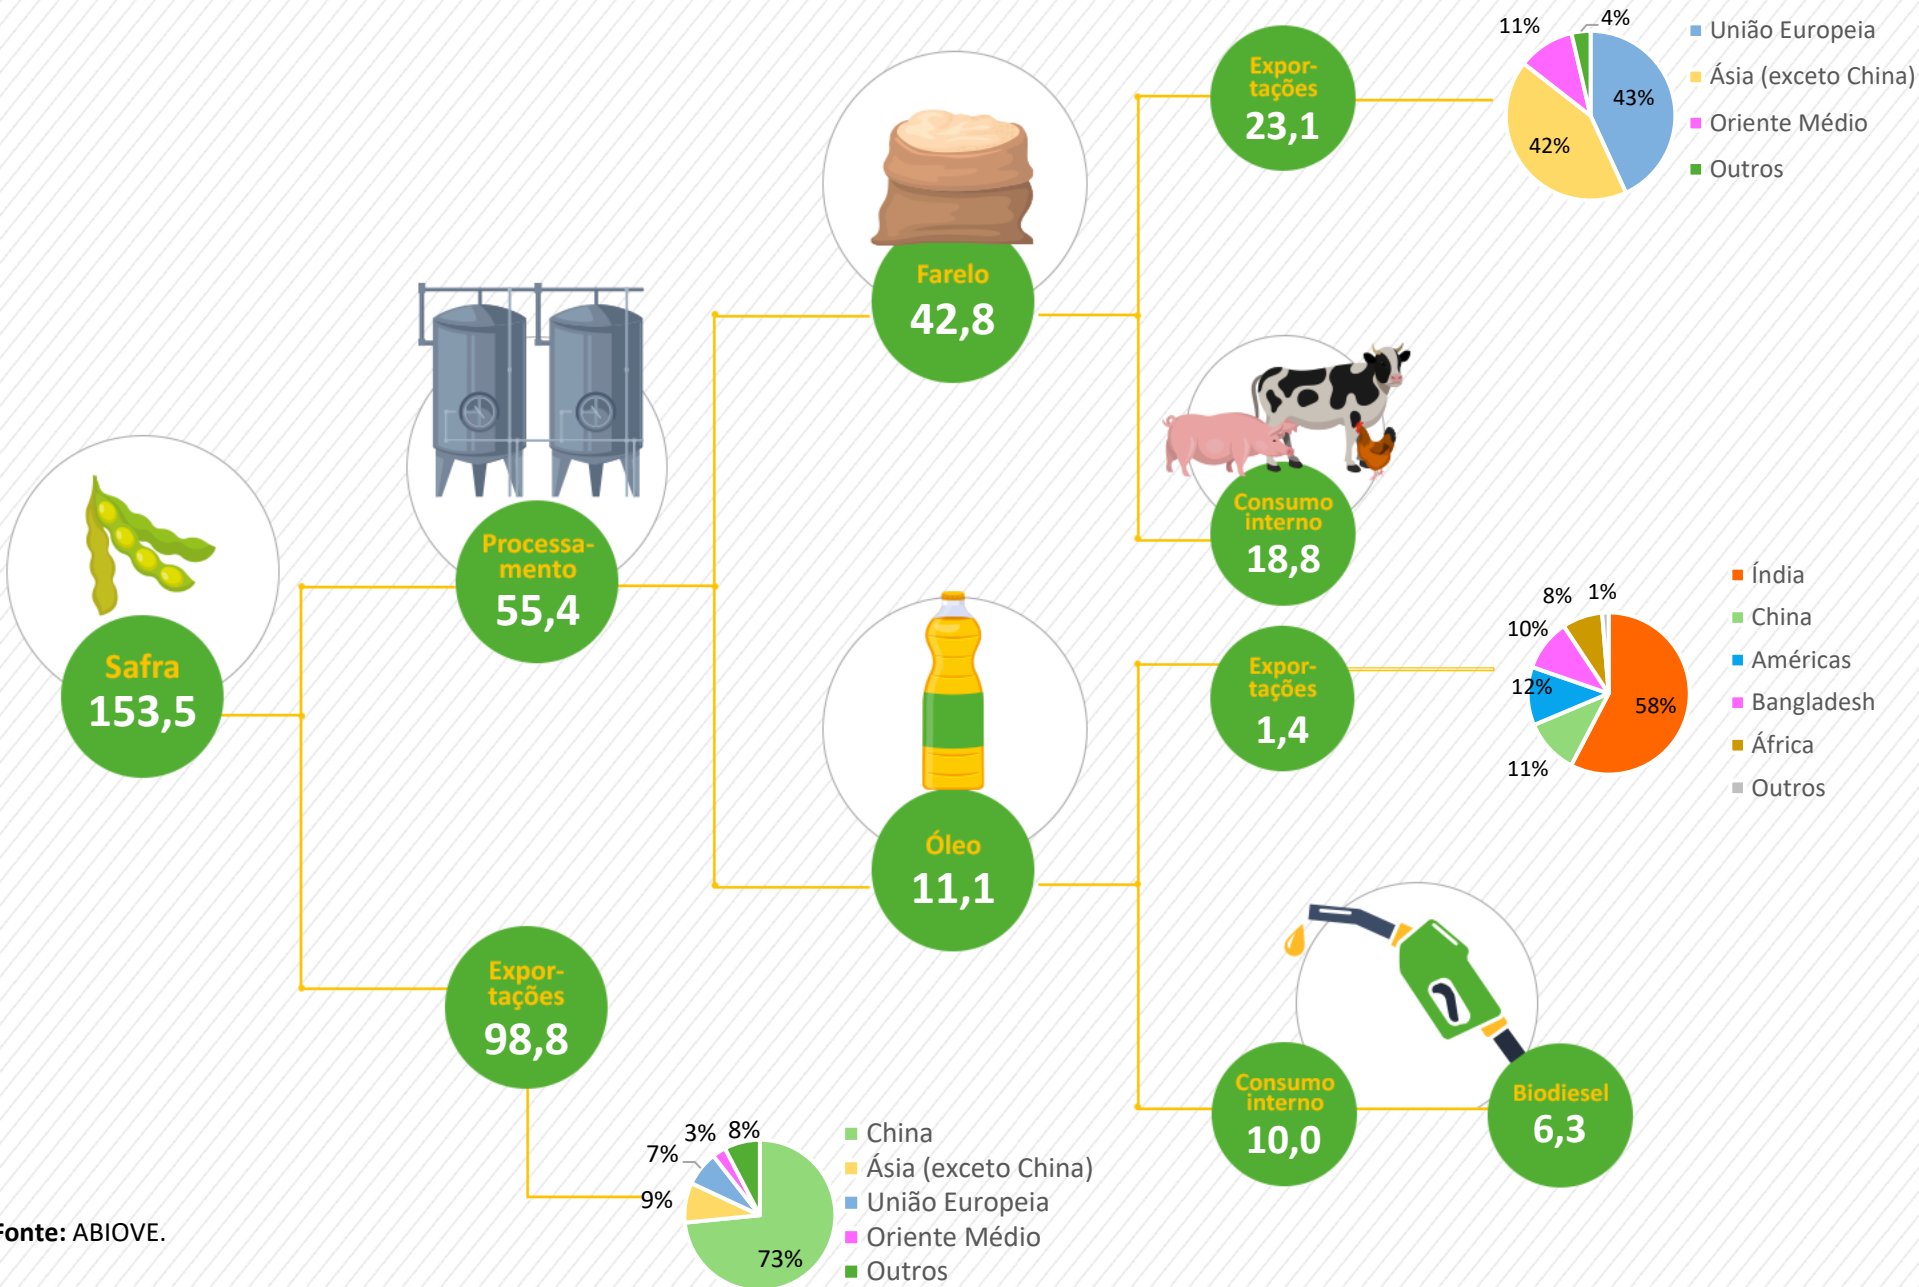 Safra
153,5
Processa-
mento
55,4
Expor-
tações
98,8
73%
9%
7%
3%
8%
China
Ásia (exceto China)
União Europeia
Oriente Médio
Outros
Farelo
42,8
Expor-
tações
23,1
43%
42%
11%
4%
União Europeia
Ásia (exceto China)
Oriente Médio
Outros
Consumo
interno
18,8
Óleo
11,1
Expor-
tações
1,4
58%
11%
12%
10%
8%
1%
Índia
China
Américas
Bangladesh
África
Outros
Consumo
interno
10,0
Biodiesel
6,3
Fonte: ABIOVE.